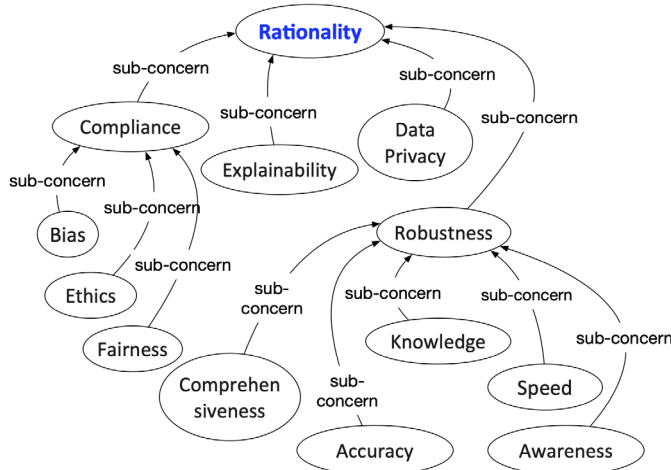 Rationality
sub-concern
sub-concern
sub-concern
sub-concern
Compliance
Explainability
Data
Privacy
sub-concern
sub-concern
sub-concern
Bias
Ethics
Fairness
Robustness
sub-
concern
sub-concern
sub-concern
sub-concern
sub-
concern
Knowledge
Comprehen
siveness
Speed
Accuracy
Awareness